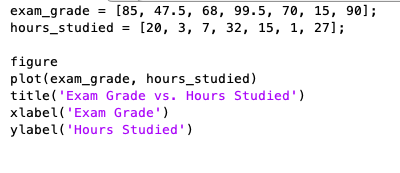 exam_grade = [85, 47.5, 68, 99.5, 70, 15, 90];
hours_studied = [20, 3, 7, 32, 15, 1, 27];
figure
plot(exam_grade, hours_studied)
title('Exam Grade vs. Hours Studied')
xlabel('Exam Grade')
ylabel('Hours Studied')